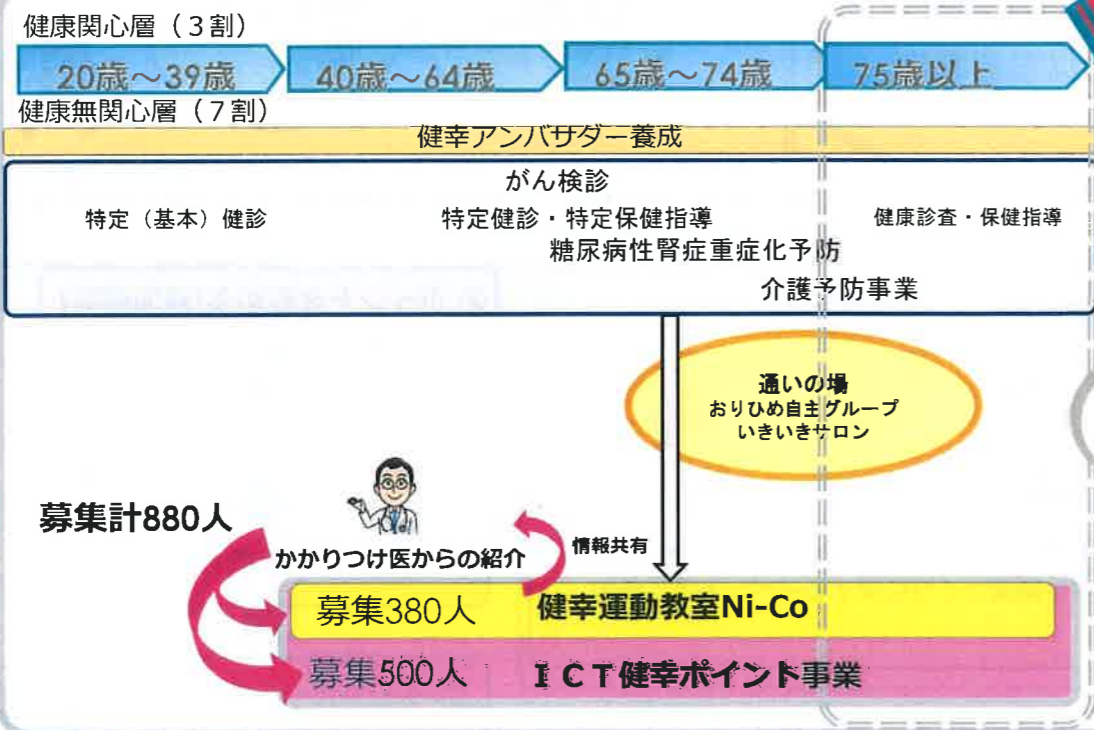 健康関心層（３割）
20歳～39歳
40歳～64歳
65歳～74歳
75歳以上
健康無関心層（７割）
健幸アンバサダー養成
がん検診
特定（基本）健診
特定健診・特定保健指導
健康診査・保健指導
糖尿病性腎症重症化予防
介護予防事業
通いの場
おりひめ自主グループ
いきいきサロン
募集計880人
かかりつけ医からの紹介
情報共有
募集380人
健幸運動教室Ni-Co
募集500人
ＩＣＴ健幸ポイント事業